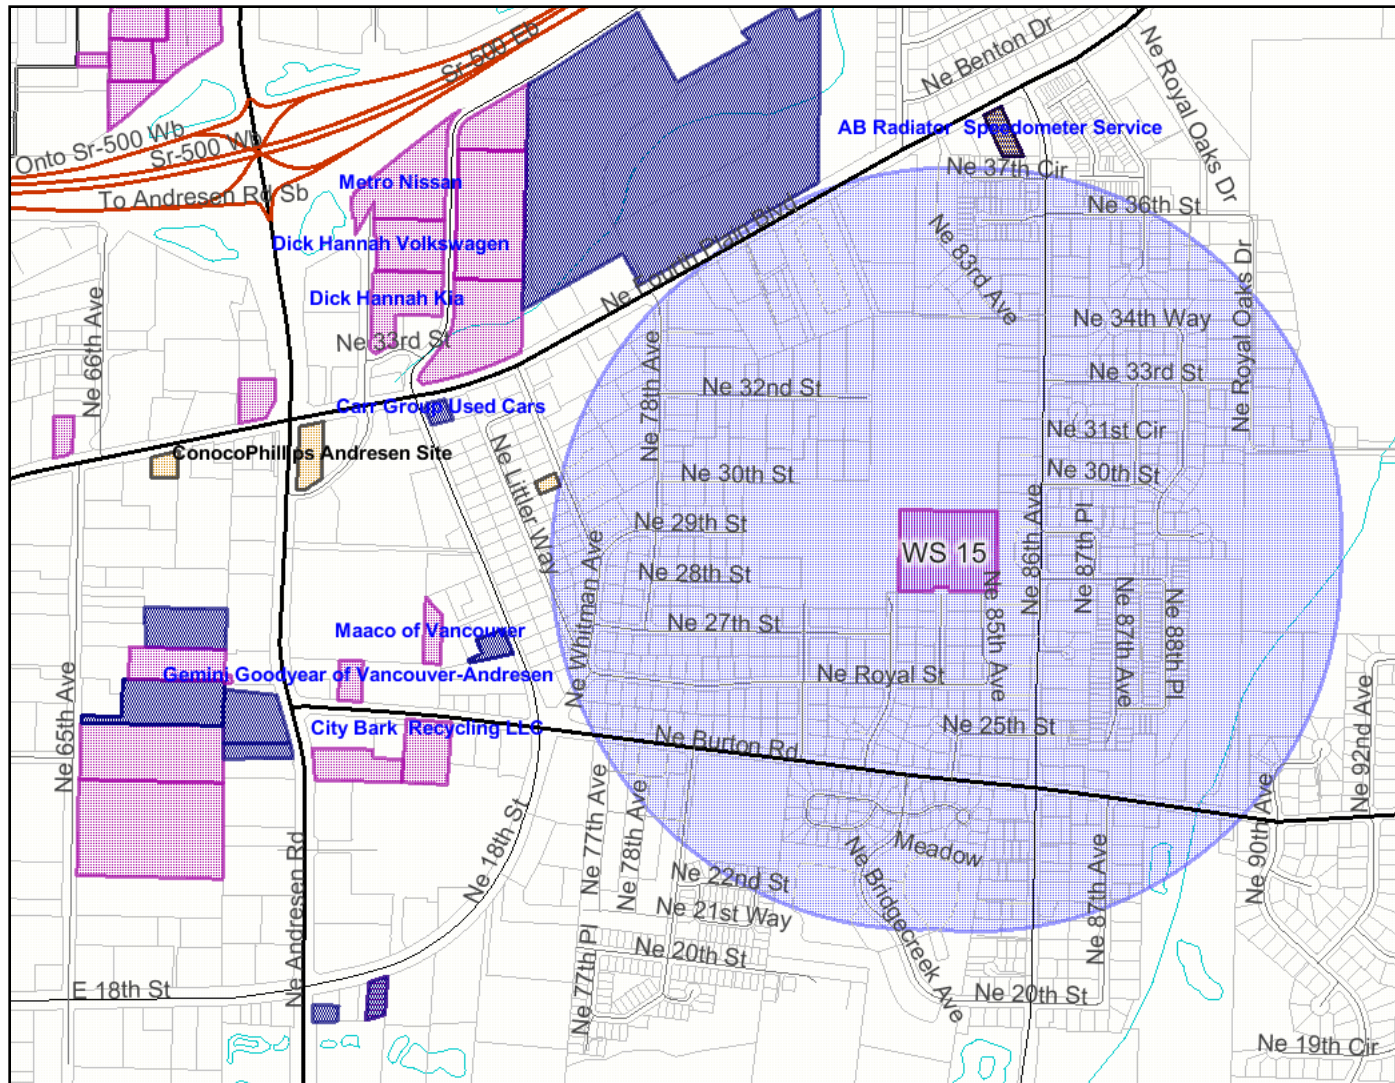 Sr-500 Eb
Ne Benton Dr
Ne Royal Oaks Dr
Onto Sr-500 Wb
Sr-500 Wb
To Andresen Rd Sb
AB Radiator Speedometer Service
Ne 37th Cir
Metro Nissan
Ne 36th St
Dick Hannah Volkswagen
Ne Fourth Plain Blvd
Ne 83rd Ave
Dick Hannah Kia
Ne 34th Way
Ne Royal Oaks Dr
Ne 66th Ave
Ne 33rd St
Ne 78th Ave
Ne 32nd St
Ne 33rd St
Carr Group Used Cars
Ne 31st Cir
ConocoPhillips Andresen Site
Ne Littler Way
Ne 30th St
Ne 30th St
Ne 29th St
Ne 86th Ave
Ne 87th Pl
WS 15
Ne 28th St
Ne Whitman Ave
Ne 85th Ave
Ne 87th Ave
Ne 88th Pl
Ne 27th St
Maaco of Vancouver
Gemini Goodyear of Vancouver-Andresen
Ne Royal St
Ne 65th Ave
City Bark Recycling LLC
Ne Burton Rd
Ne 25th St
Ne 92nd Ave
Ne 77th Ave
Ne 78th Ave
Ne 90th Ave
Ne 18th St
Meadow
Ne 22nd St
Ne Bridgecreek Ave
Ne 87th Ave
Ne 21st Way
Ne Andresen Rd
Ne 77th Pl
Ne 20th St
E 18th St
Ne 20th St
Ne 19th Cir